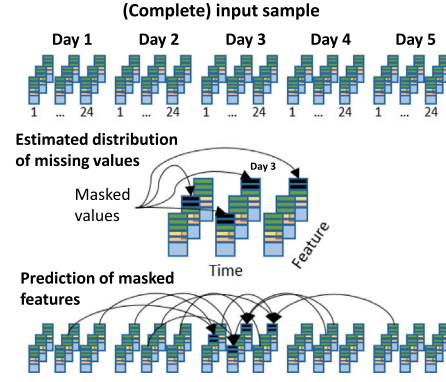 (Complete) input sample
Day 1 Day 2 Day 3 Day 4 Day 5
1 ... 24 1 ... 24 1 ... 24 1 ... 24 1 ... 24
Estimated distribution
of missing values
Day 3
Masked
values
Time
Feature
Prediction of masked
features